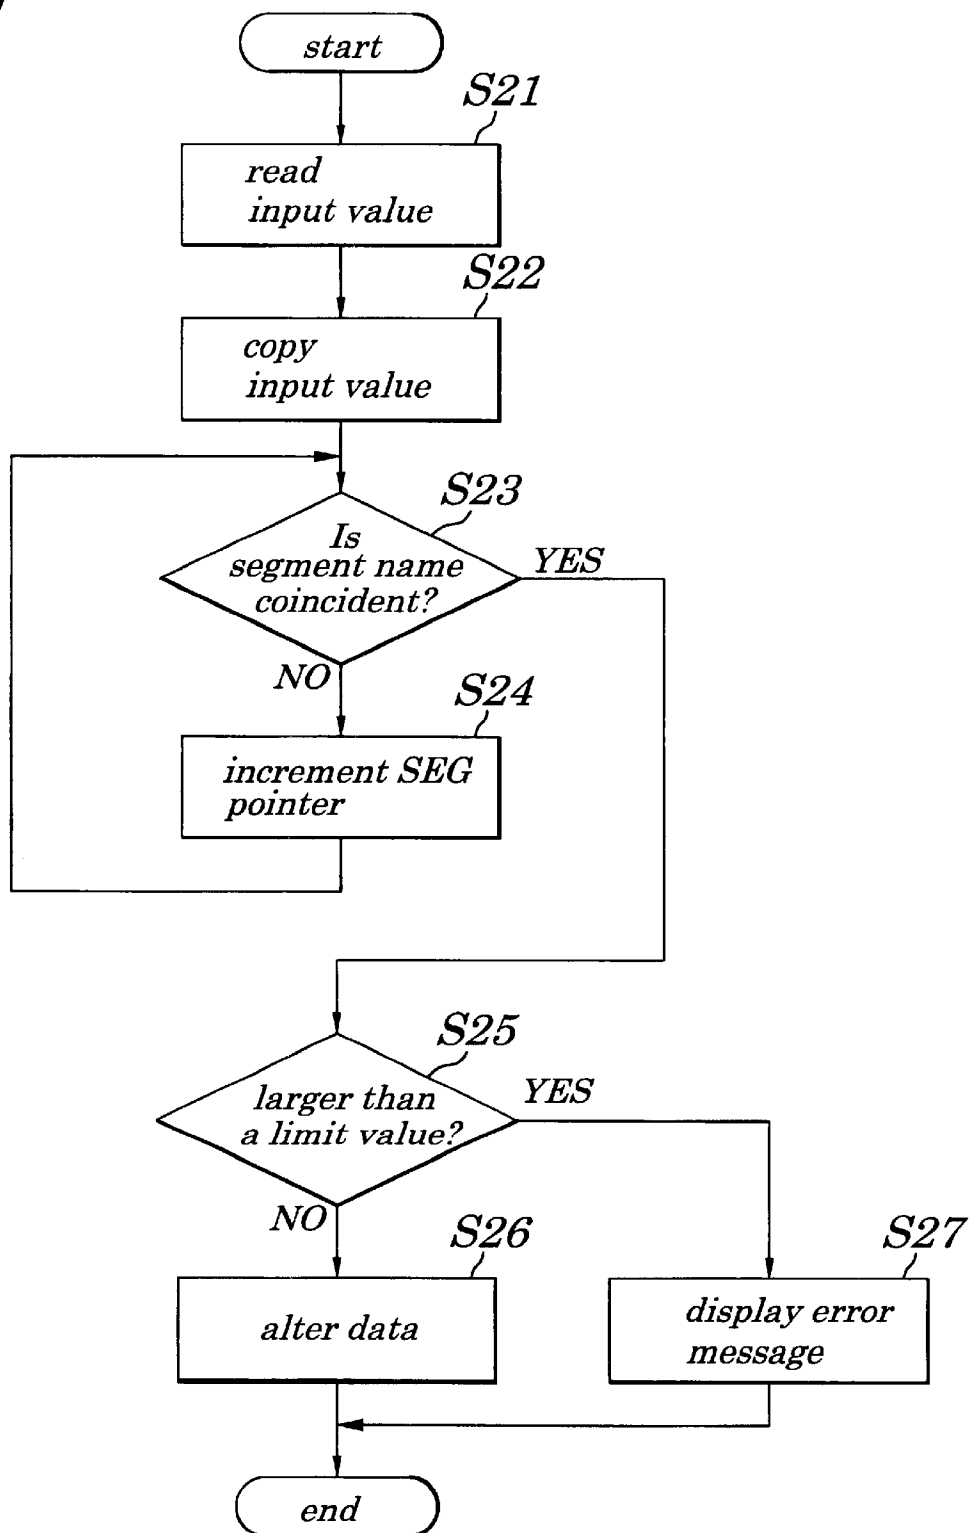 start
S21
read
input value
S22
copy
input value
S23
Is
segment name
coincident?
YES
NO
S24
increment SEG
pointer
S25
larger than
a limit value?
YES
NO
S26
alter data
S27
display error
message
end